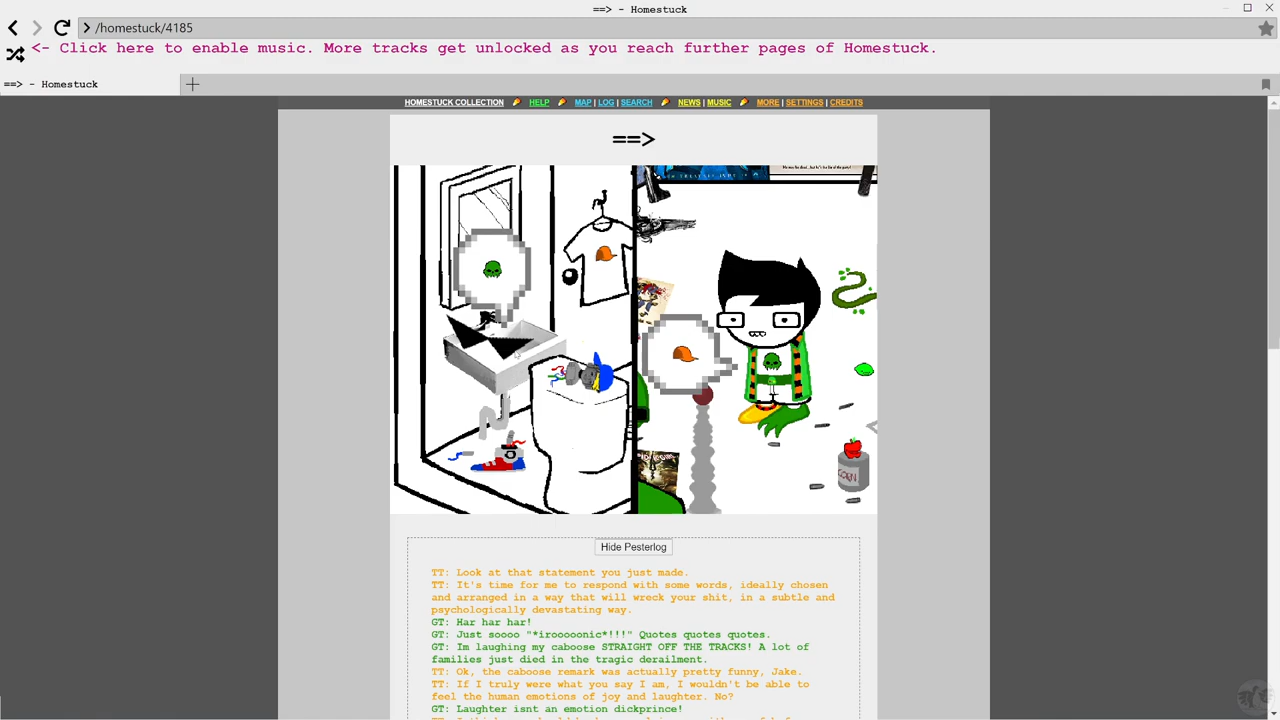 ==> - Homestuck
/homestuck/4185
<- Click here to enable music. More tracks get unlocked as you reach further pages of Homestuck.
==> - Homestuck
HOMESTUCK COLLECTION HELP MAP | LOG | SEARCH NEWS | MUSIC MORE | SETTINGS | CREDITS
==>
CORN
Hide Pesterlog
TT: Look at that statement you just made.
TT: It's time for me to respond with some words, ideally chosen
and arranged in a way that will wreck your shit, in a subtle and
psychologically devastating way.
GT: Har har har!
GT: Just soooo "*irooooonic*!!!" Quotes quotes quotes.
GT: Im laughing my caboose STRAIGHT OFF THE TRACKS! A lot of
families just died in the tragic derailment.
TT: Ok, the caboose remark was actually pretty funny, Jake.
TT: If I truly were what you say I am, I wouldn't be able to
feel the human emotions of joy and laughter. No?
GT: Laughter isnt an emotion dickprince!